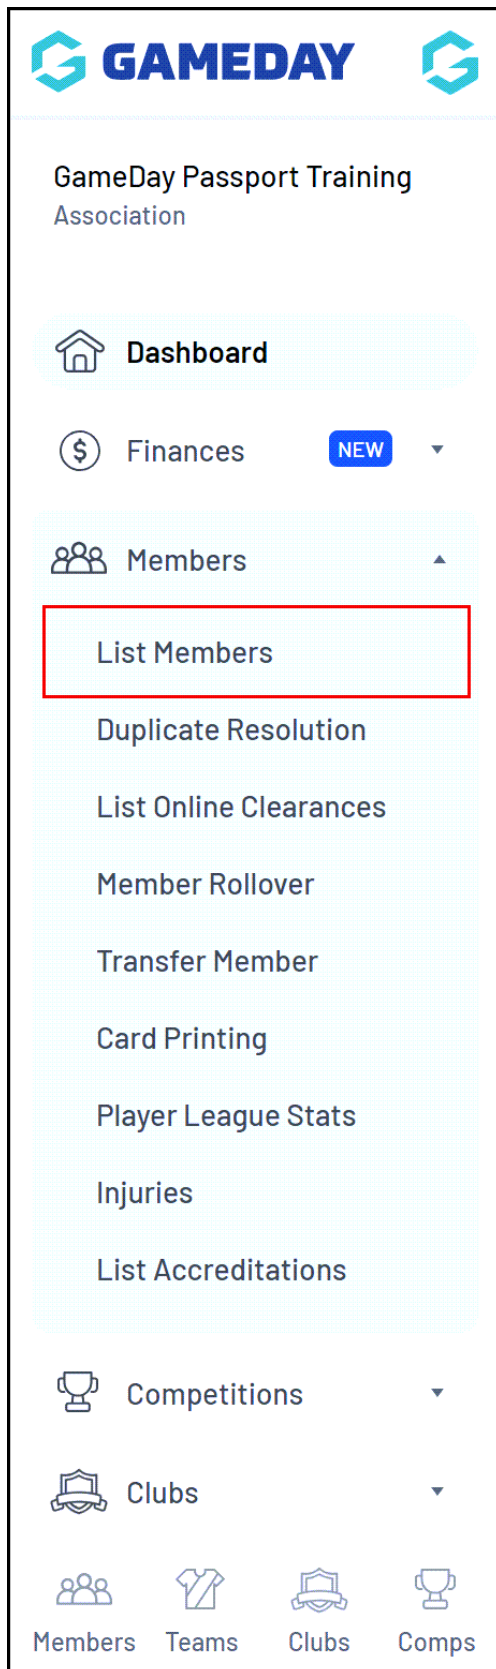 GAMEDAY
GameDay Passport Training
Association
Dashboard
Finances NEW
Members
List Members
Duplicate Resolution
List Online Clearances
Member Rollover
Transfer Member
Card Printing
Player League Stats
Injuries
List Accreditations
Competitions
Clubs
Members Teams Clubs Comps